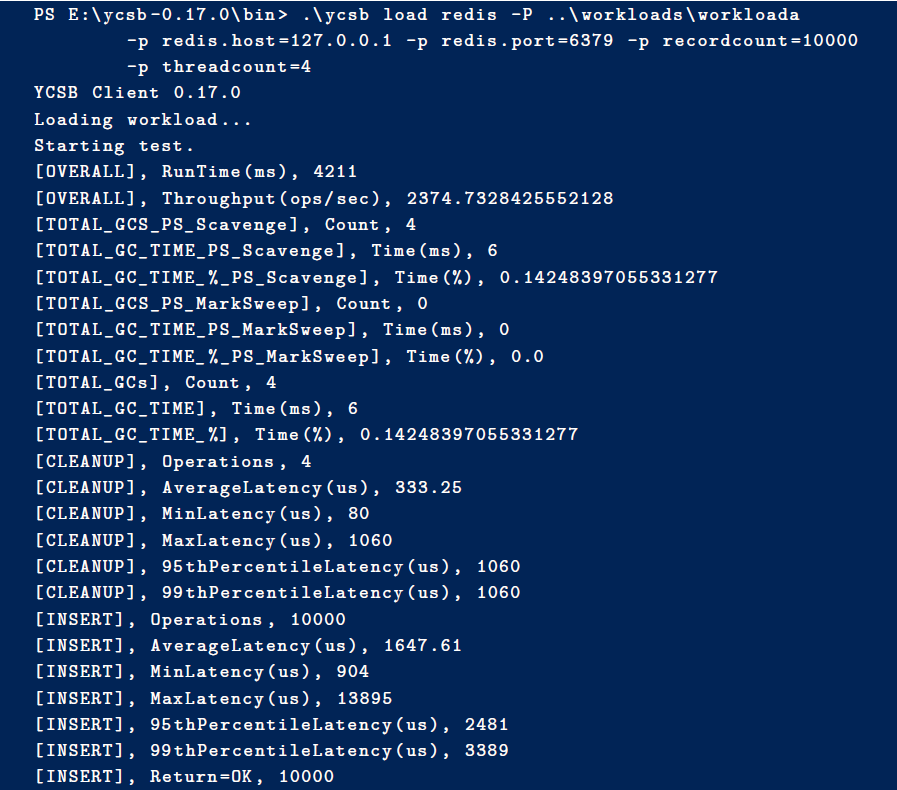 PS E:\ycsb-0.17.0\bin> .\ycsb load redis -P ..\workloads\workloada
-p redis.host=127.0.0.1 -p redis.port=6379 -p recordcount=10000
-p threadcount=4
YCSB Client 0.17.0
Loading workload...
Starting test.
[OVERALL], RunTime(ms), 4211
[OVERALL], Throughput(ops/sec), 2374.7328425552128
[TOTAL_GCS_PS_Scavenge], Count, 4
[TOTAL_GC_TIME_PS_Scavenge], Time(ms), 6
[TOTAL_GC_TIME_%_PS_Scavenge], Time(%), 0.14248397055331277
[TOTAL_GCS_PS_MarkSweep], Count, 0
[TOTAL_GC_TIME_PS_MarkSweep], Time(ms), 0
[TOTAL_GC_TIME_%_PS_MarkSweep], Time(%), 0.0
[TOTAL_GCs], Count, 4
[TOTAL_GC_TIME], Time(ms), 6
[TOTAL_GC_TIME_%], Time(%), 0.14248397055331277
[CLEANUP], Operations, 4
[CLEANUP], AverageLatency(us), 333.25
[CLEANUP], MinLatency(us), 80
[CLEANUP], MaxLatency(us), 1060
[CLEANUP], 95thPercentileLatency(us), 1060
[CLEANUP], 99thPercentileLatency(us), 1060
[INSERT], Operations, 10000
[INSERT], AverageLatency(us), 1647.61
[INSERT], MinLatency(us), 904
[INSERT], MaxLatency(us), 13895
[INSERT], 95thPercentileLatency(us), 2481
[INSERT], 99thPercentileLatency(us), 3389
[INSERT], Return=OK, 10000